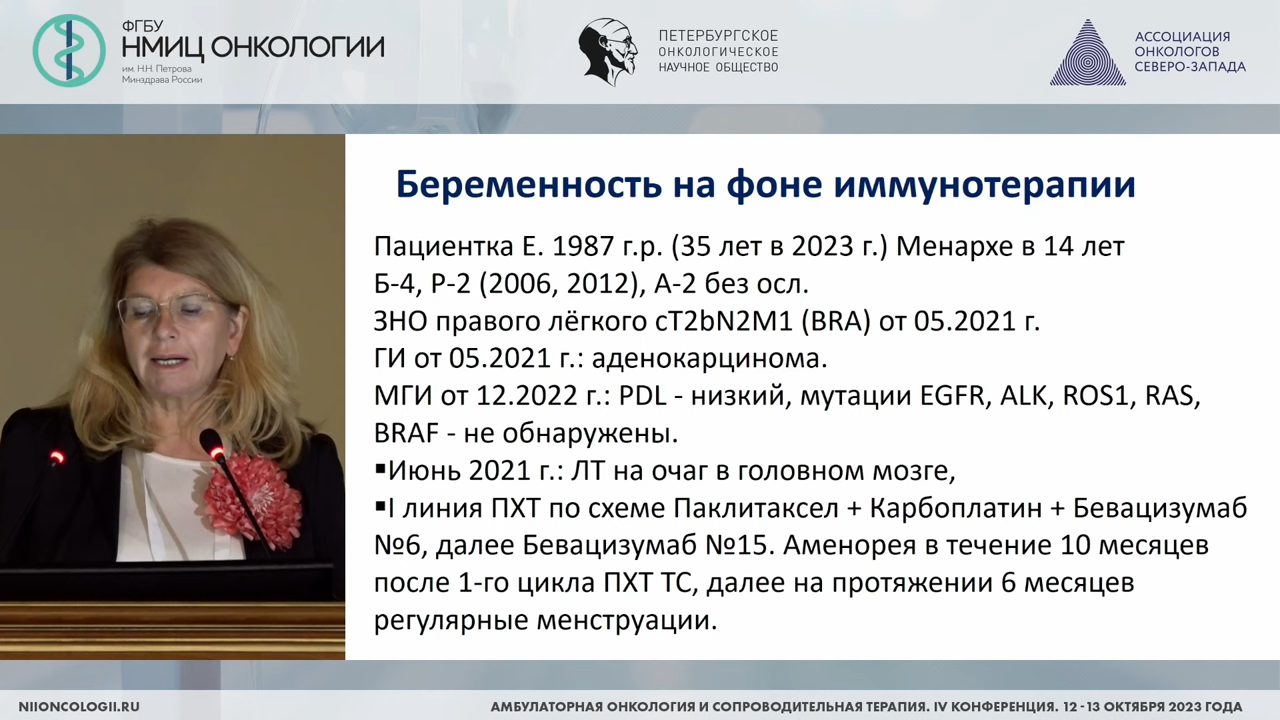 ФГБУ
НМИЦ ОНКОЛОГИИ
им. Н.Н. Петрова
Минздрава России
ПЕТЕРБУРГСКОЕ
ОНКОЛОГИЧЕСКОЕ
НАУЧНОЕ ОБЩЕСТВО
АССОЦИАЦИЯ
ОНКОЛОГОВ
СЕВЕРО-ЗАПАДА
Беременность на фоне иммунотерапии
Пациентка Е. 1987 г.р. (35 лет в 2023 г.) Менархе в 14 лет
Б-4, Р-2 (2006, 2012), А-2 без осл.
ЗНО правого лёгкого cT2bN2M1 (BRA) от 05.2021 г.
ГИ от 05.2021 г.: аденокарцинома.
МГИ от 12.2022 г.: PDL - низкий, мутации EGFR, ALK, ROS1, RAS,
BRAF - не обнаружены.
▪Июнь 2021 г.: ЛТ на очаг в головном мозге,
▪I линия ПХТ по схеме Паклитаксел + Карбоплатин + Бевацизумаб
№6, далее Бевацизумаб №15. Аменорея в течение 10 месяцев
после 1-го цикла ПХТ ТС, далее на протяжении 6 месяцев
регулярные менструации.
NIIONCOLOGII.RU
АМБУЛАТОРНАЯ ОНКОЛОГИЯ И СОПРОВОДИТЕЛЬНАЯ ТЕРАПИЯ. IV КОНФЕРЕНЦИЯ. 12-13 ОКТЯБРЯ 2023 ГОДА